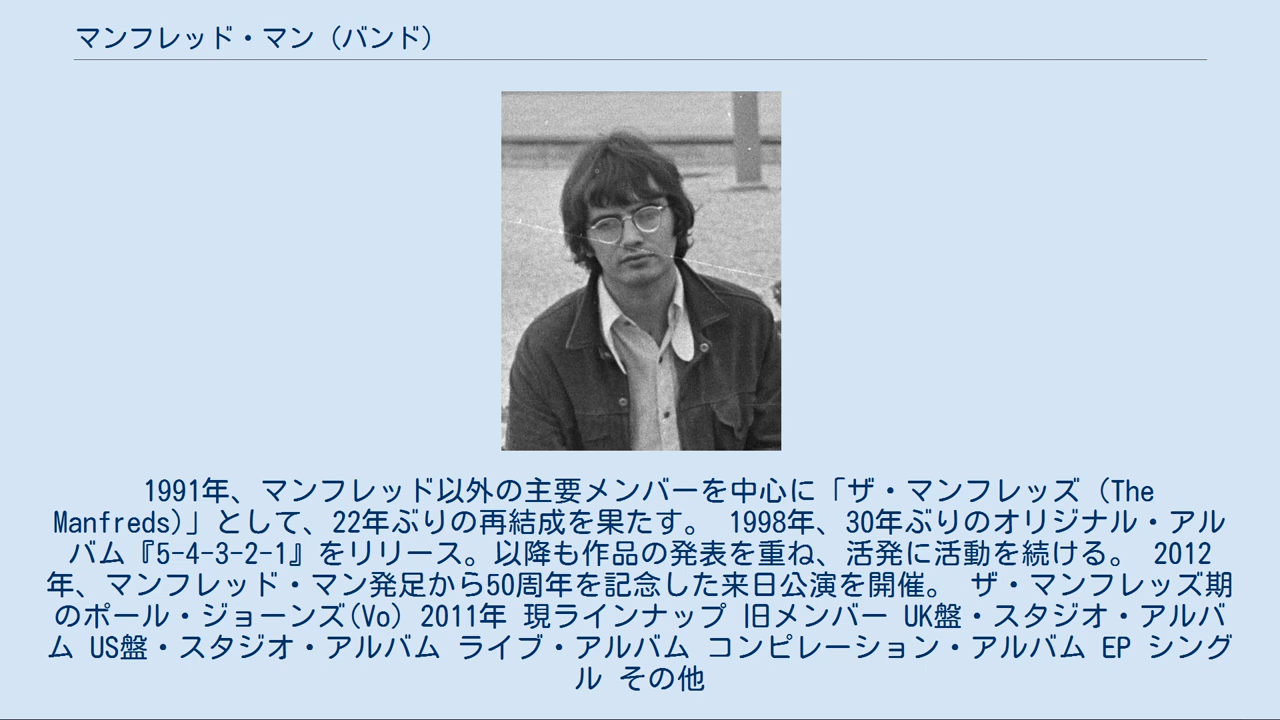 マンフレッド・マン（バンド）
1991年、マンフレッド以外の主要メンバーを中心に「ザ・マンフレッズ（The
Manfreds)」として、22年ぶりの再結成を果たす。 1998年、30年ぶりのオリジナル・アル
バム『5-4-3-2-1』をリリース。以降も作品の発表を重ね、活発に活動を続ける。 2012
年、マンフレッド・マン発足から50周年を記念した来日公演を開催。 ザ・マンフレッズ期
のポール・ジョーンズ(Vo) 2011年 現ラインナップ 旧メンバー UK盤・スタジオ・アルバ
ム US盤・スタジオ・アルバム ライブ・アルバム コンピレーション・アルバム EP シング
ル その他